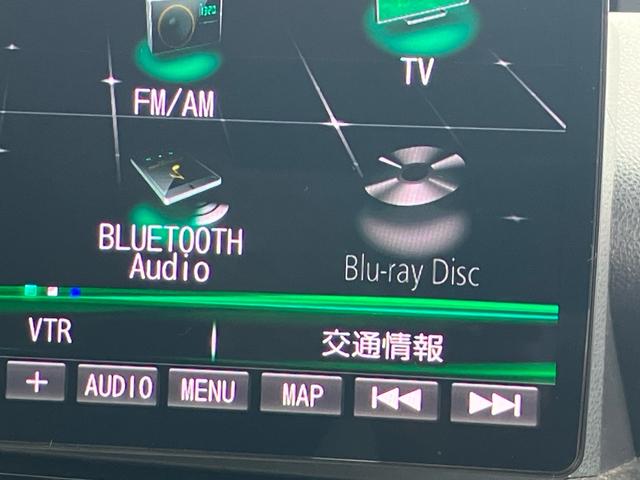 FM/AM
TV
BLUETOOTH
Audio
Blu-ray Disc
VTR
交通情報
+ AUDIO MENU MAP